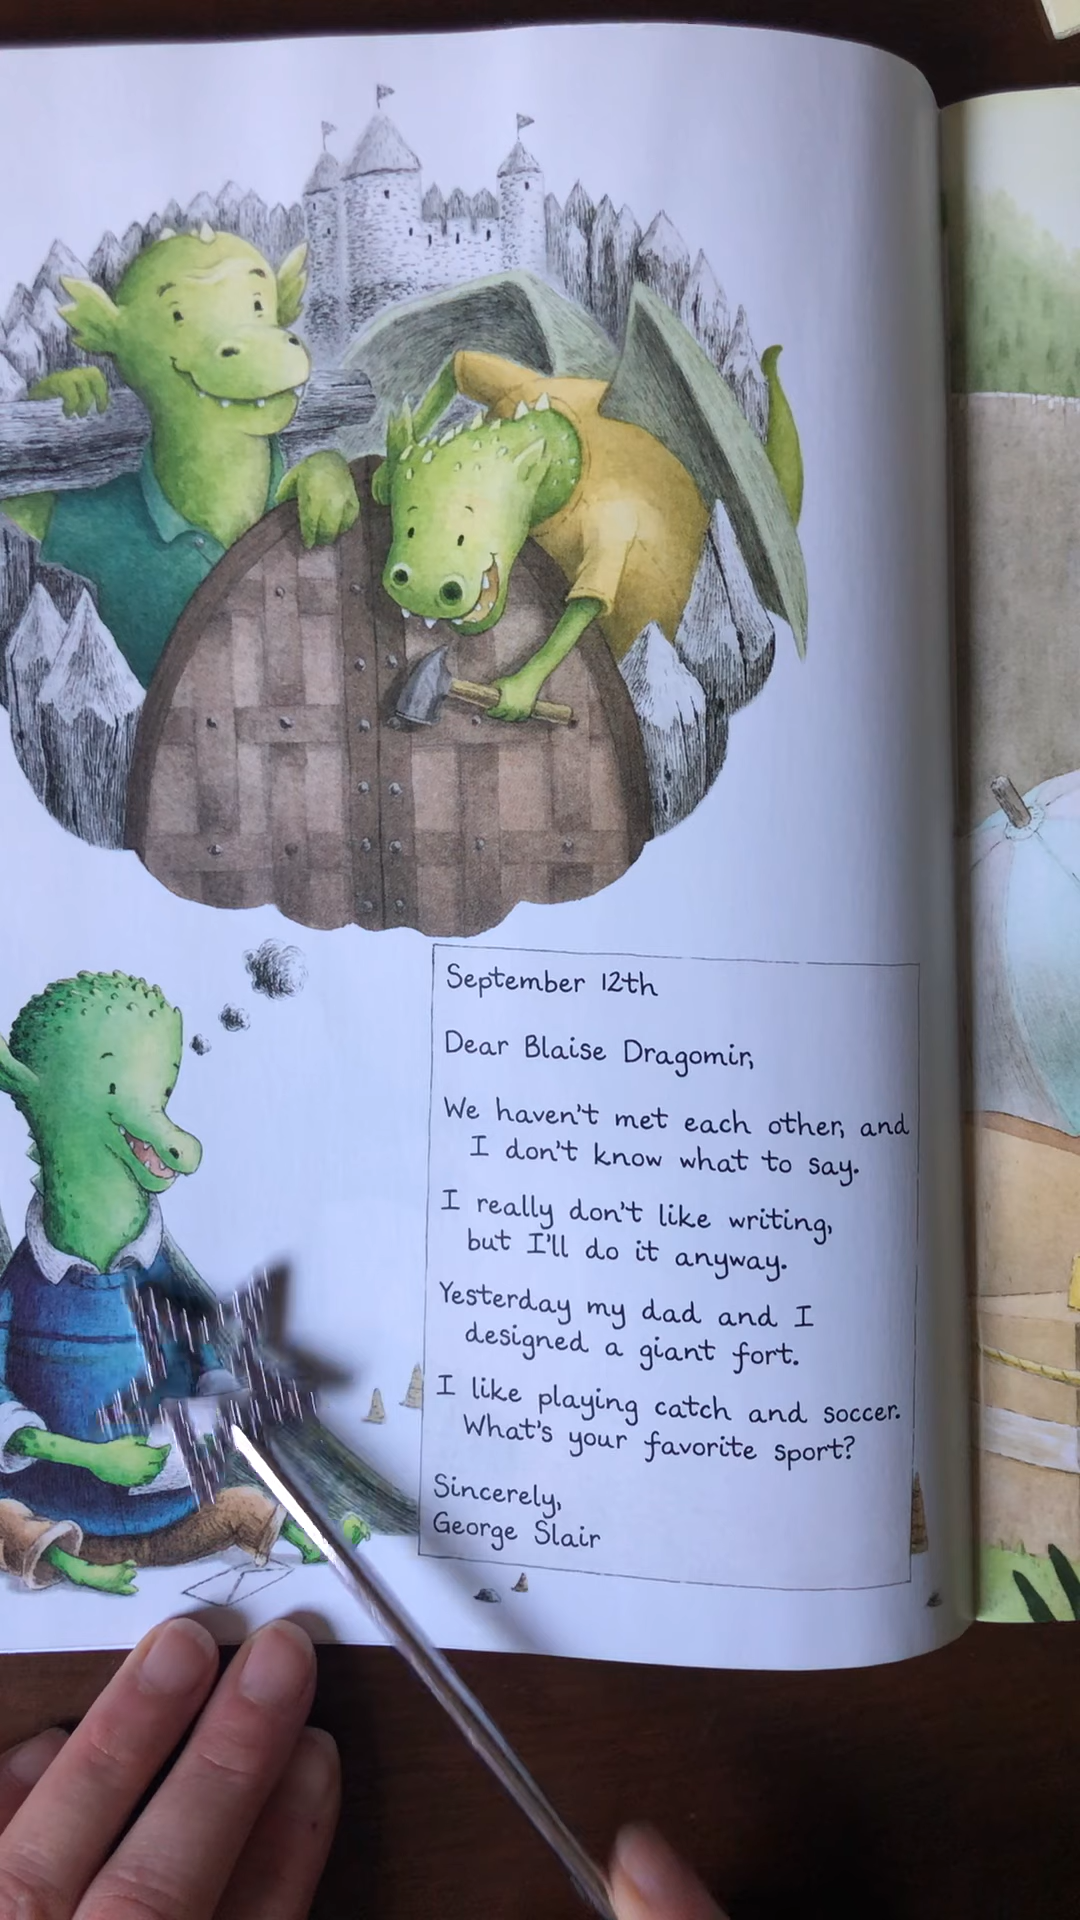 September 12th
Dear Blaise Dragomir,
We haven't met each other, and
I don't know what to say.
I really don't like writing,
but I'll do it anyway.
Yesterday my dad and I
designed a giant fort.
I like playing catch and soccer.
What's your favorite sport?
Sincerely,
George Slair